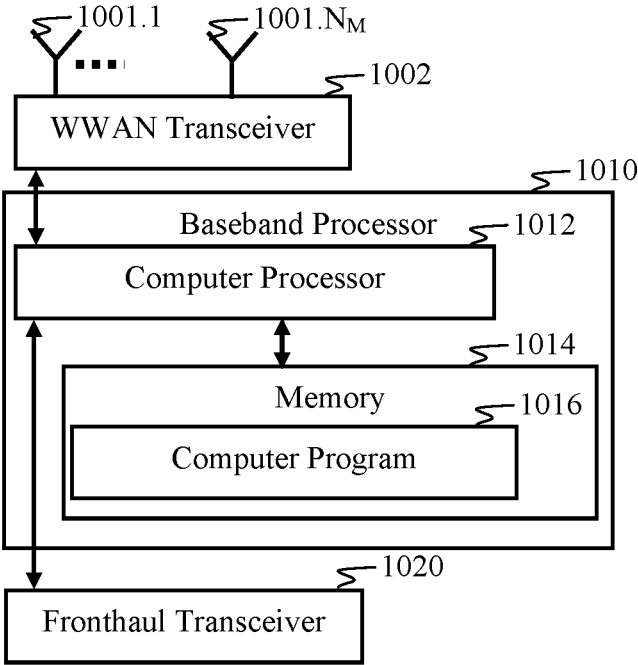 1001.1
1001.NM
1002
WWAN Transceiver
1010
Baseband Processor
1012
Computer Processor
1014
Memory
1016
Computer Program
1020
Fronthaul Transceiver